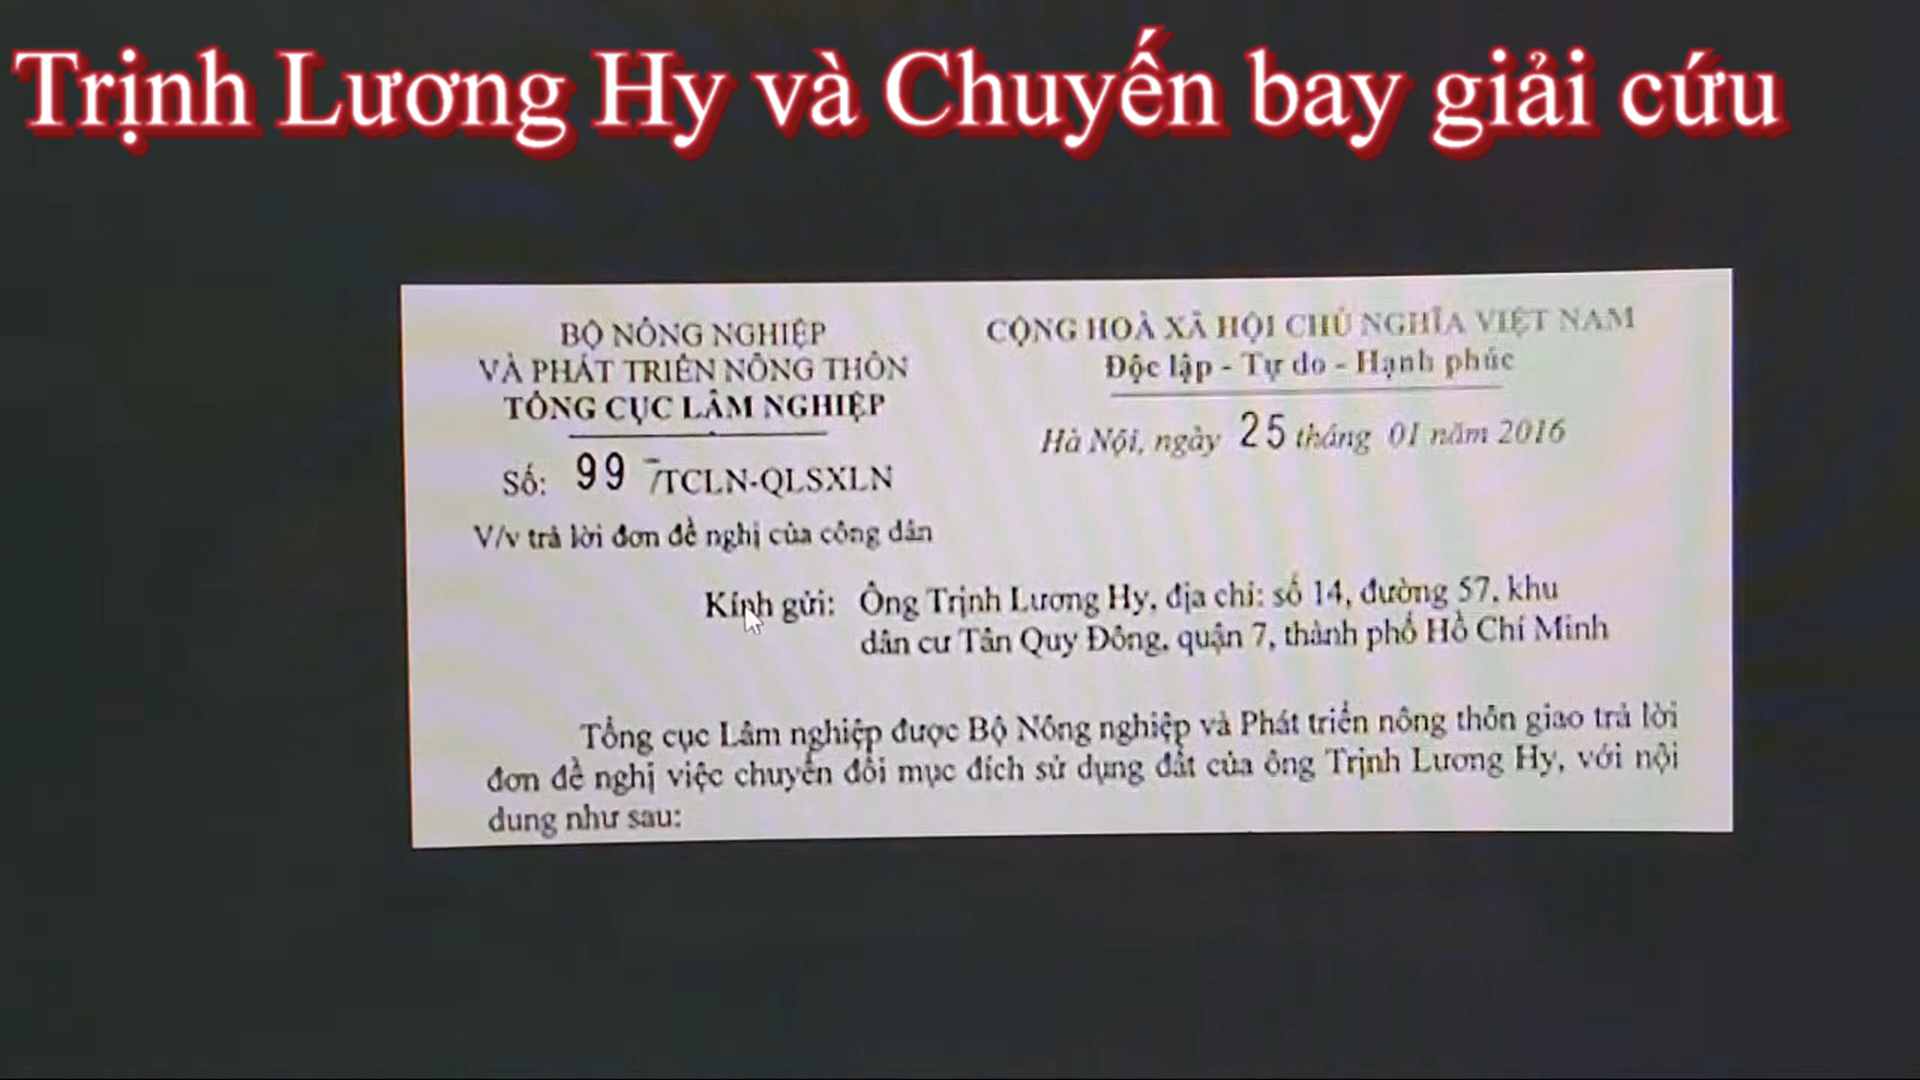 Trịnh Lương Hy và Chuyến bay giải cứu
BỘ NÔNG NGHIỆP
VÀ PHÁT TRIỂN NÔNG THÔN
TỔNG CỤC LÂM NGHIỆP
CỘNG HOÀ XÃ HỘI CHỦ NGHĨA VIỆT NAM
Độc lập - Tự do - Hạnh phúc
Số: 99 /TCLN-QLSXLN
Hà Nội, ngày 25 tháng 01 năm 2016
V/v trả lời đơn đề nghị của công dân
Kính gửi: Ông Trịnh Lương Hy, địa chỉ: số 14, đường 57, khu
dân cư Tân Quy Đông, quận 7, thành phố Hồ Chí Minh
Tổng cục Lâm nghiệp được Bộ Nông nghiệp và Phát triển nông thôn giao trả lời
đơn đề nghị việc chuyển đổi mục đích sử dụng đất của ông Trịnh Lương Hy, với nội
dung như sau: